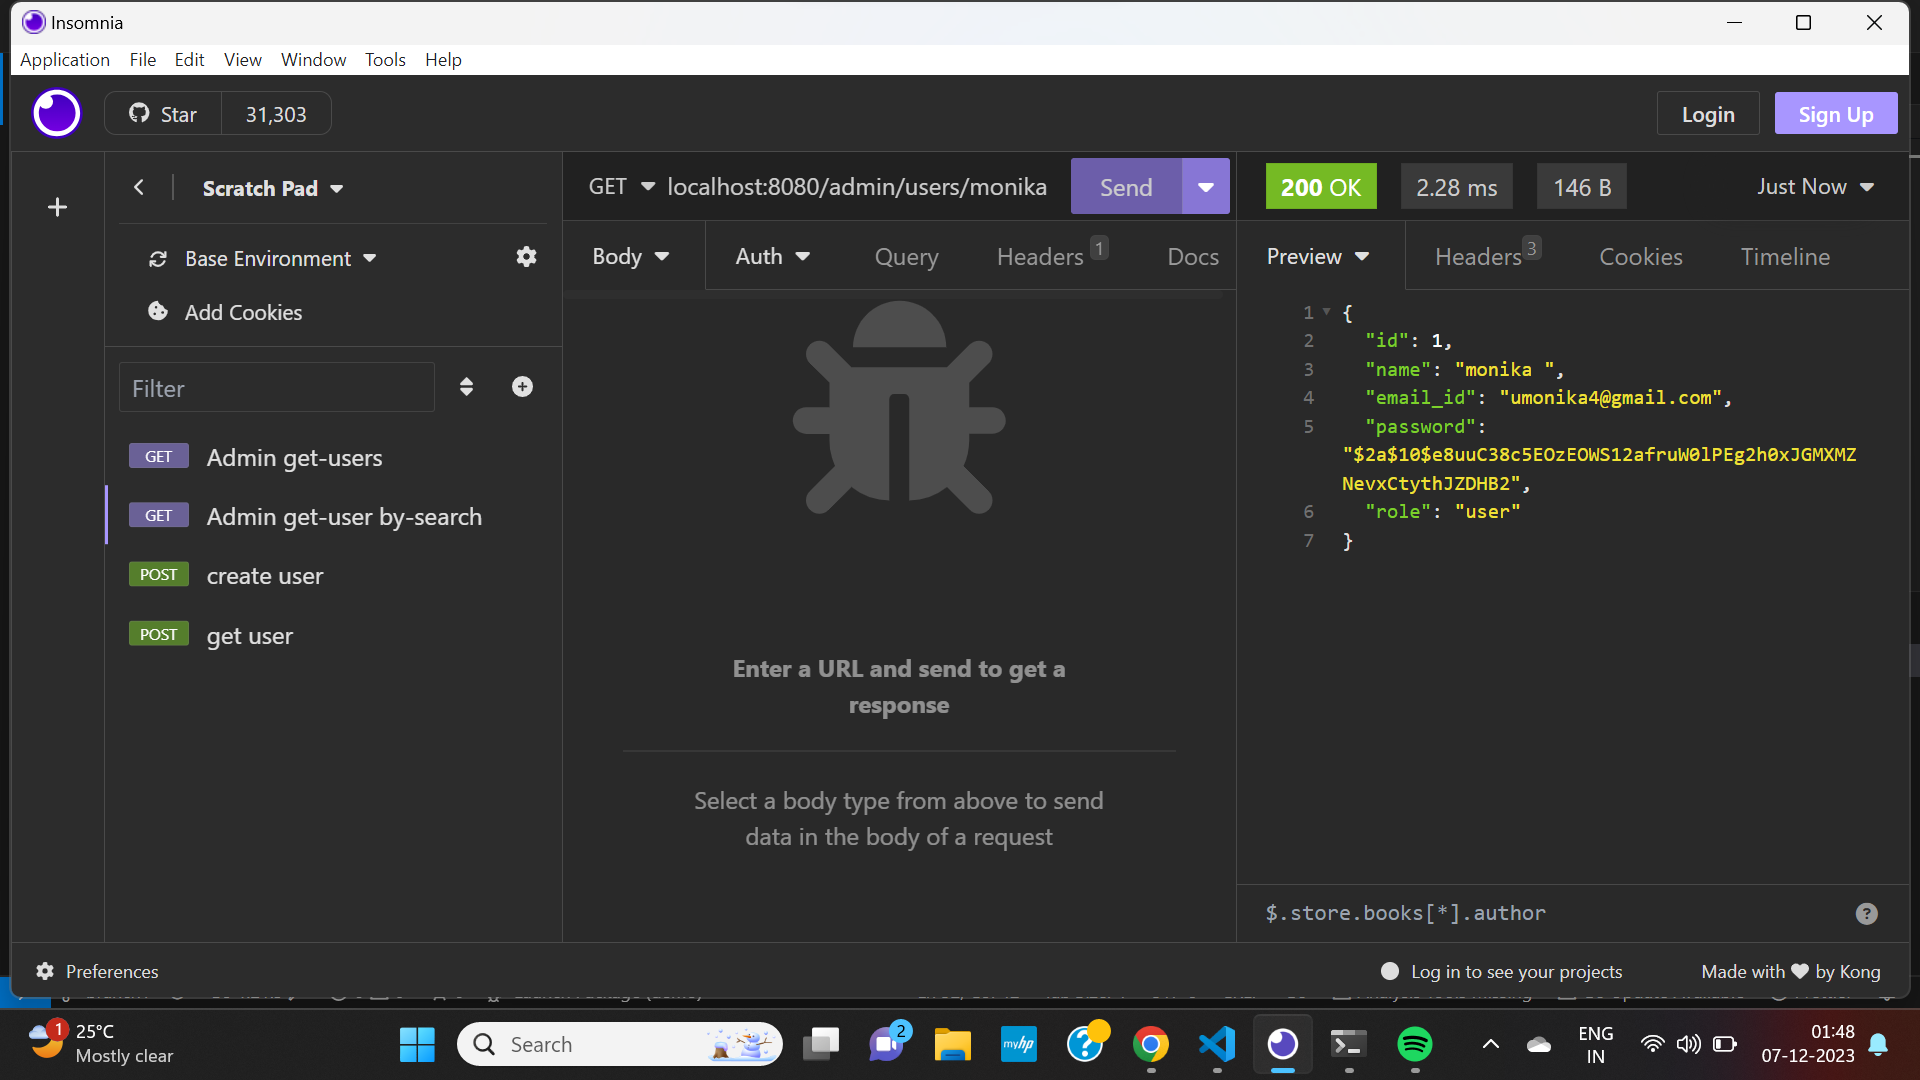 Insomnia
Application File Edit View Window Tools Help
Star 31,303
Login Sign Up
Scratch Pad
Base Environment
Add Cookies
Filter
GET Admin get-users
GET Admin get-user by-search
POST create user
POST get user
GET localhost:8080/admin/users/monika Send
Body Auth Query Headers 1 Docs
Enter a URL and send to get a
response
Select a body type from above to send
data in the body of a request
200 OK 2.28 ms 146 B Just Now
Preview Headers 3 Cookies Timeline
1 {
2 "id": 1,
3 "name": "monika ",
4 "email_id": "umonika4@gmail.com",
5 "password":
"$2a$10$e8uuC38c5EOzEOWS12afruW0lPEg2h0xJGMXMZ
NevxCtythJZDHB2",
6 "role": "user"
7 }
$.store.books[*].author
Preferences
Log in to see your projects Made with ♥ by Kong
1 25°C
Mostly clear
Search
2
myhp
ENG
IN
01:48
07-12-2023